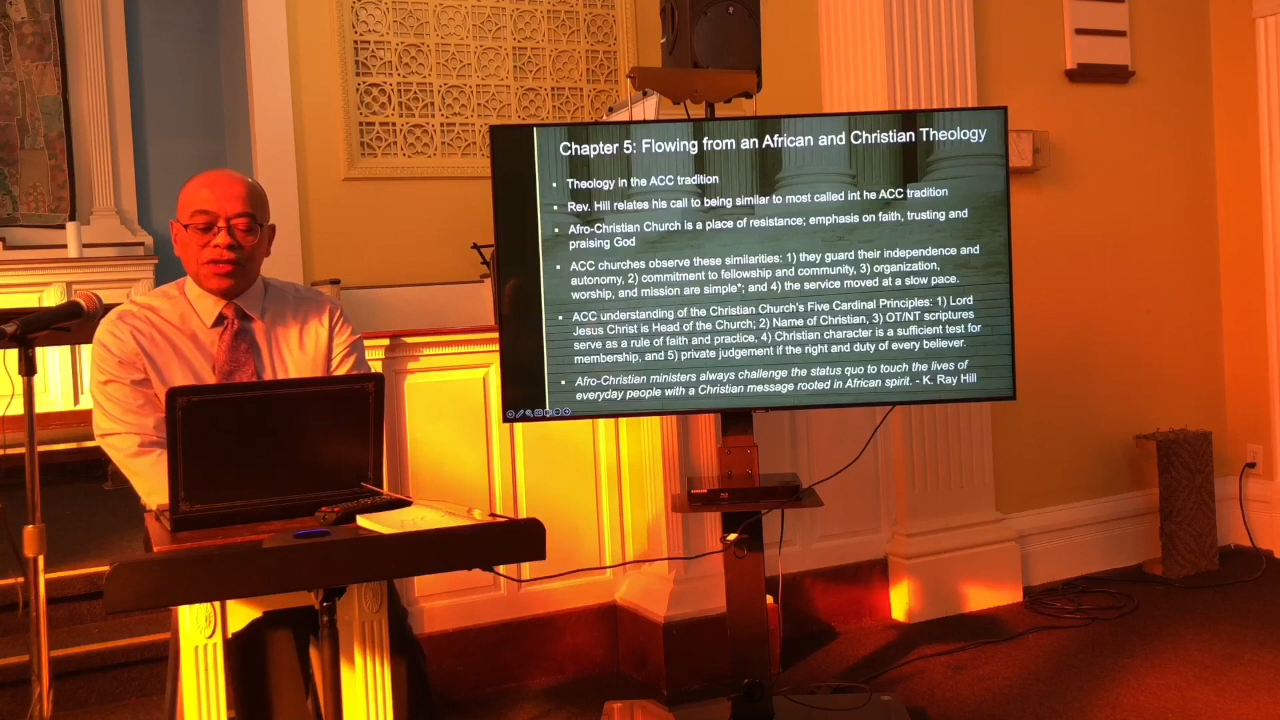 Chapter 5: Flowing from an African and Christian Theology
Theology in the ACC tradition
Rev. Hill relates his call to being similar to most called int he ACC tradition
Afro-Christian Church is a place of resistance; emphasis on faith, trusting and
praising God
ACC churches observe these similarities: 1) they guard their independence and
autonomy, 2) commitment to fellowship and community, 3) organization,
worship, and mission are simple*; and 4) the service moved at a slow pace.
ACC understanding of the Christian Church's Five Cardinal Principles: 1) Lord
Jesus Christ is Head of the Church; 2) Name of Christian, 3) OT/NT scriptures
serve as a rule of faith and practice, 4) Christian character is a sufficient test for
membership, and 5) private judgement if the right and duty of every believer.
Afro-Christian ministers always challenge the status quo to touch the lives of
everyday people with a Christian message rooted in African spirit. - K. Ray Hill